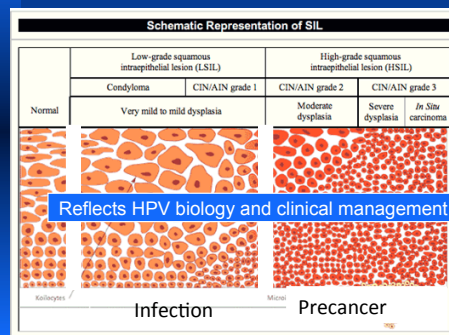 Schematic Representation of SIL
Low-grade squamous
intraepithelial lesion (LSIL)
High-grade squamous
intraepithelial lesion (HSIL)
Condyloma
CIN/AIN grade 1
CIN/AIN grade 2
CIN/AIN grade 3
Normal
Very mild to mild dysplasia
Moderate
dysplasia
Severe
dysplasia
In Situ
carcinoma
Reflects HPV biology and clinical management
Koilocytes
Infection
Precancer